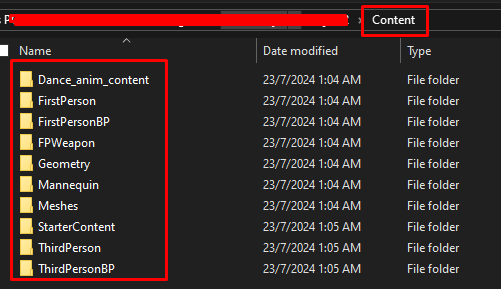 Content
Name Date modified Type
Dance_anim_content 23/7/2024 1:04 AM File folder
FirstPerson 23/7/2024 1:04 AM File folder
FirstPersonBP 23/7/2024 1:04 AM File folder
FPWeapon 23/7/2024 1:04 AM File folder
Geometry 23/7/2024 1:04 AM File folder
Mannequin 23/7/2024 1:04 AM File folder
Meshes 23/7/2024 1:04 AM File folder
StarterContent 23/7/2024 1:05 AM File folder
ThirdPerson 23/7/2024 1:05 AM File folder
ThirdPersonBP 23/7/2024 1:05 AM File folder